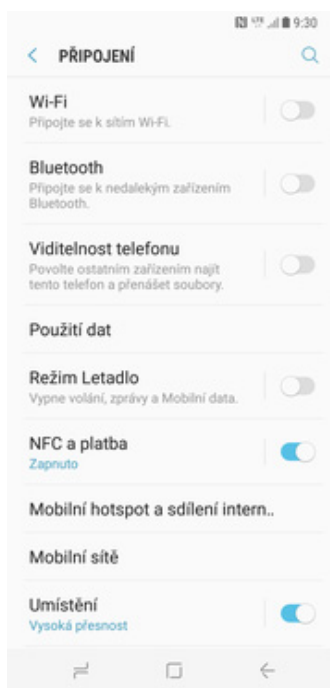 9:30
PŘIPOJENÍ
Wi-Fi
Připojte se k sítím Wi-Fi.
Bluetooth
Připojte se k nedalekým zařízením
Bluetooth.
Viditelnost telefonu
Povolte ostatním zařízením najít
tento telefon a přenášet soubory.
Použití dat
Režim Letadlo
Vypne volání, zprávy a Mobilní data.
NFC a platba
Zapnuto
Mobilní hotspot a sdílení intern..
Mobilní sítě
Umístění
Vysoká přesnost